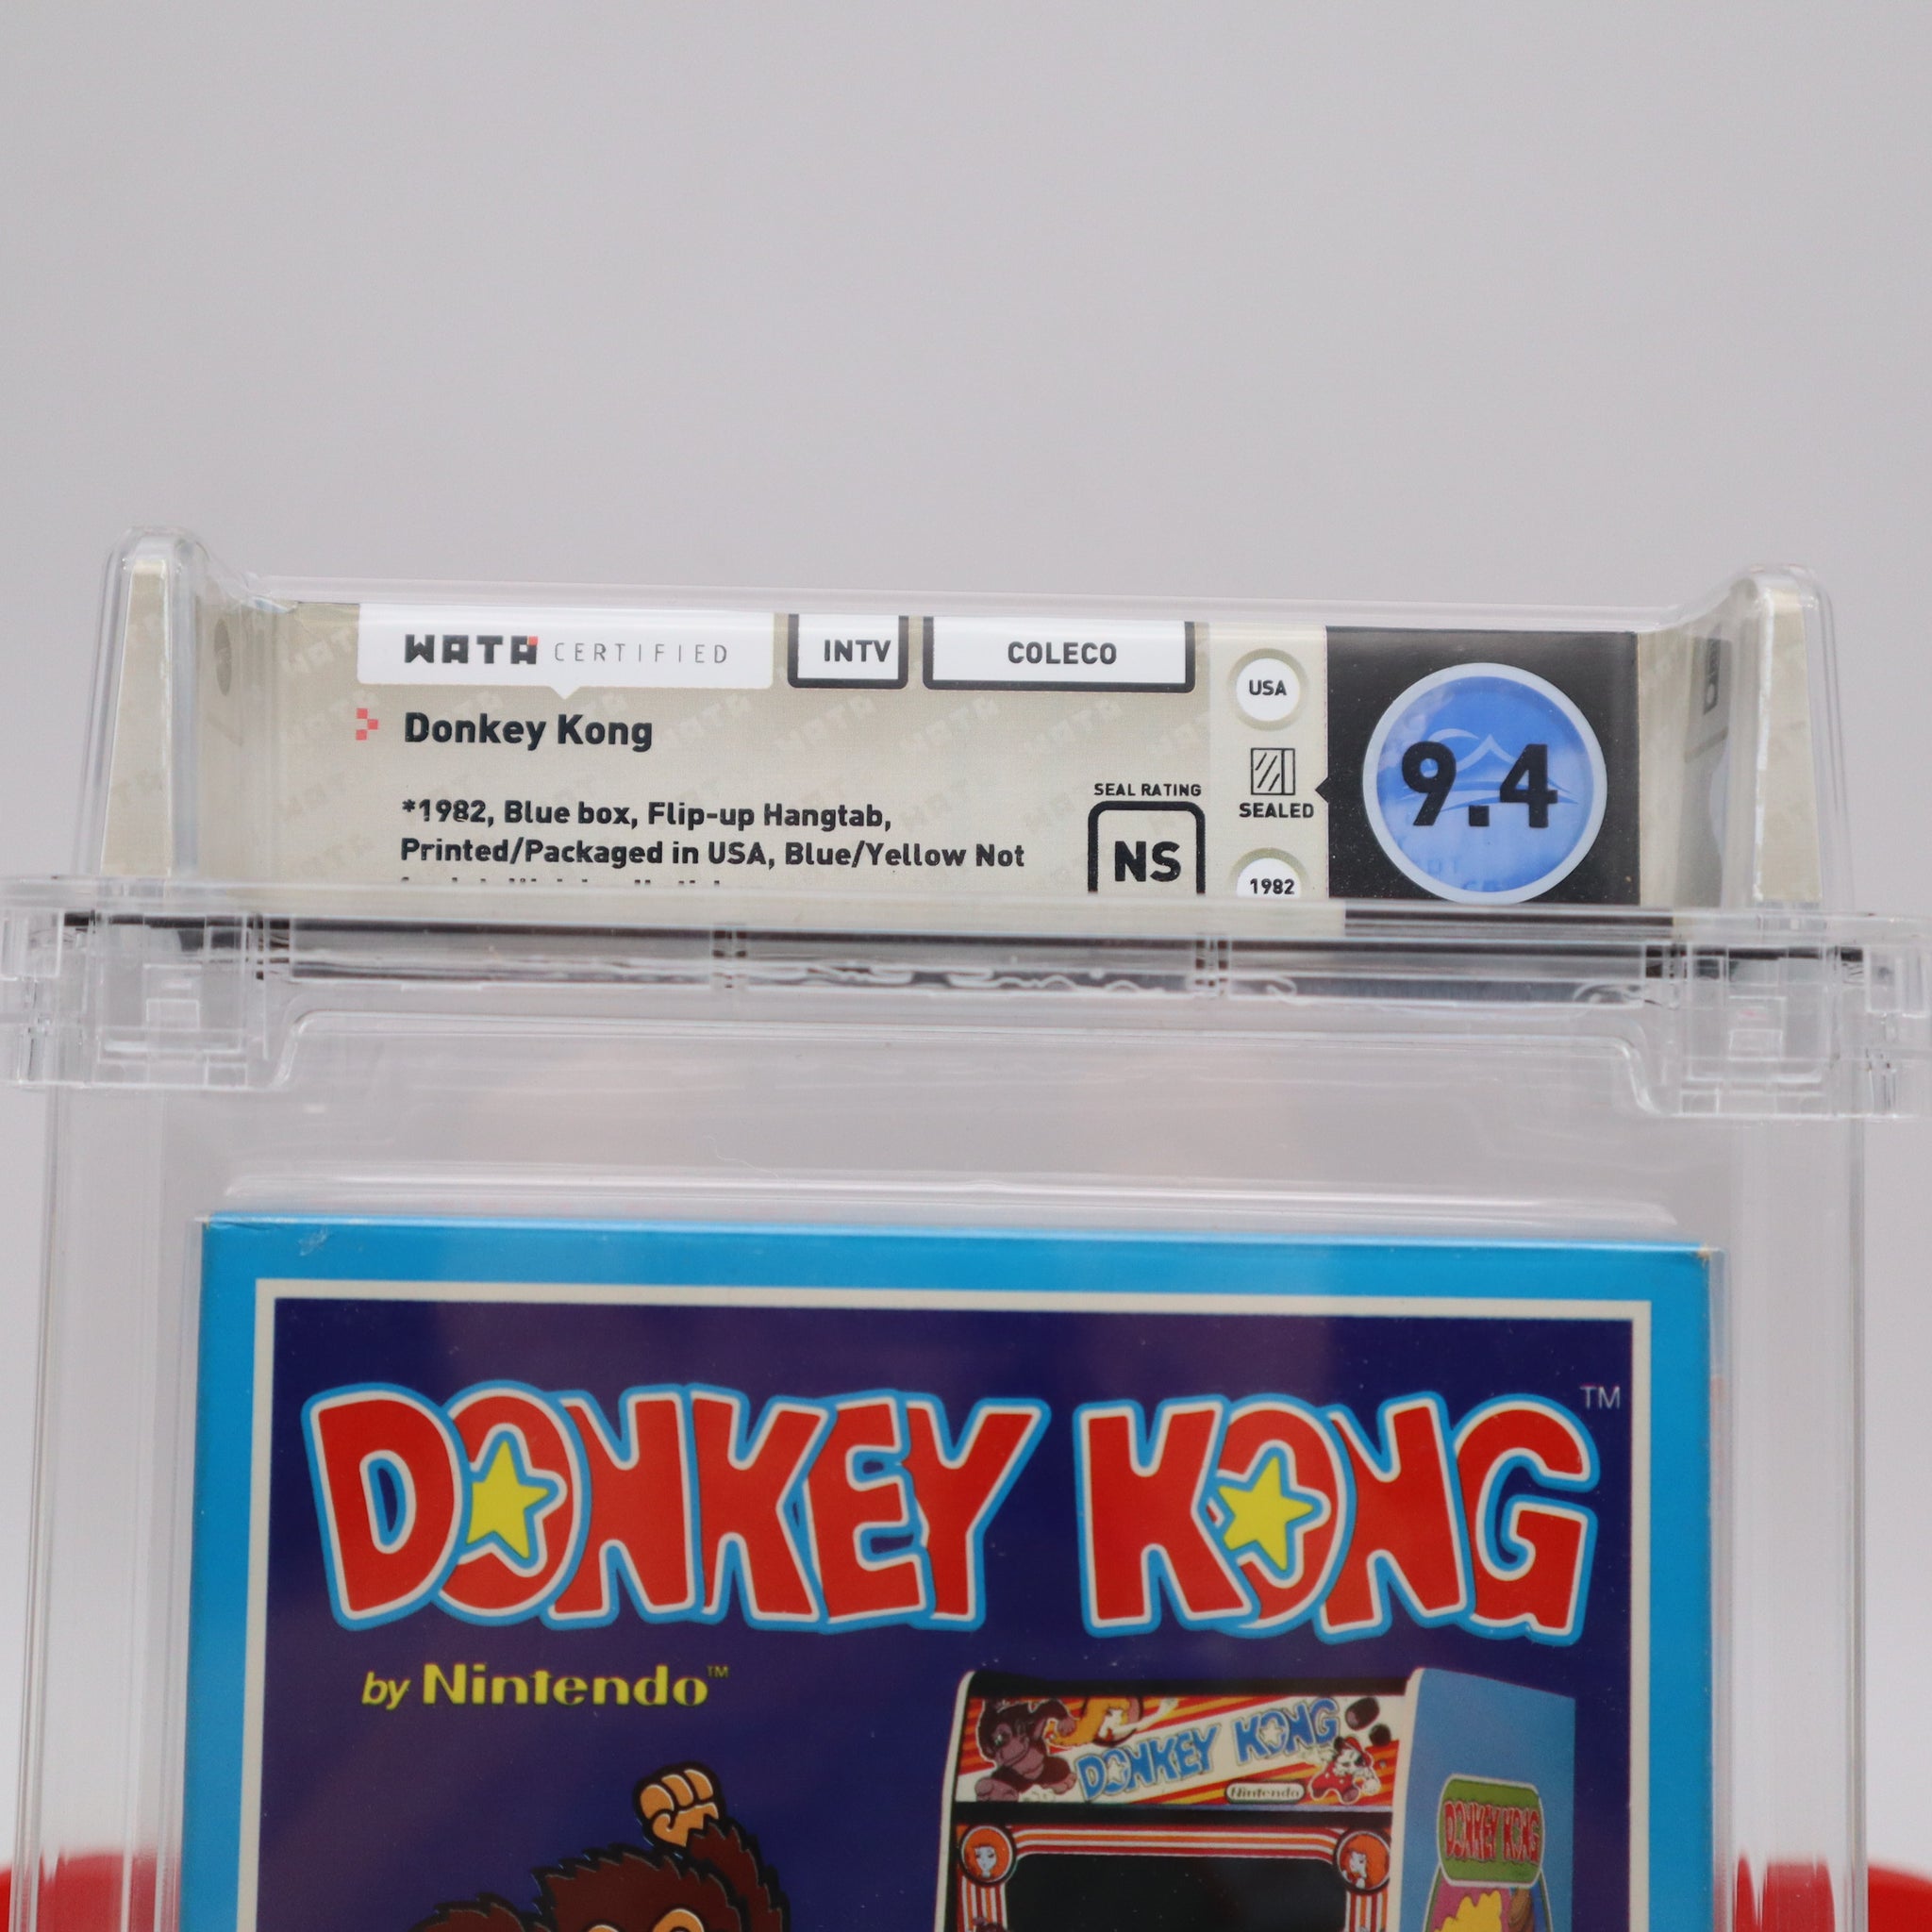 WATA CERTIFIED
INTV
COLECO
USA
Donkey Kong
*1982, Blue box, Flip-up Hangtab,
Printed/Packaged in USA, Blue/Yellow Not
SEAL RATING
NS
SEALED
1982
9.4
DONKEY KONG TM
by Nintendo TM
DONKEY KONG
Nintendo
DONKEY KONG